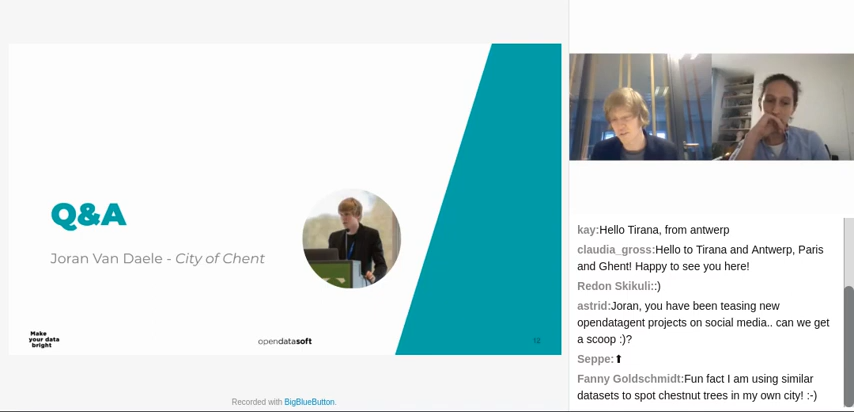 Q&A
Joran Van Daele - City of Chent
Make
your data
bright
opendatasoft
12
Recorded with BigBlueButton.
kay:Hello Tirana, from antwerp
claudia_gross:Hello to Tirana and Antwerp, Paris
and Ghent! Happy to see you here!
Redon Skikuli::)
astrid:Joran, you have been teasing new
opendatagent projects on social media.. can we get
a scoop :)?
Seppe:⬆
Fanny Goldschmidt:Fun fact I am using similar
datasets to spot chestnut trees in my own city! :-)